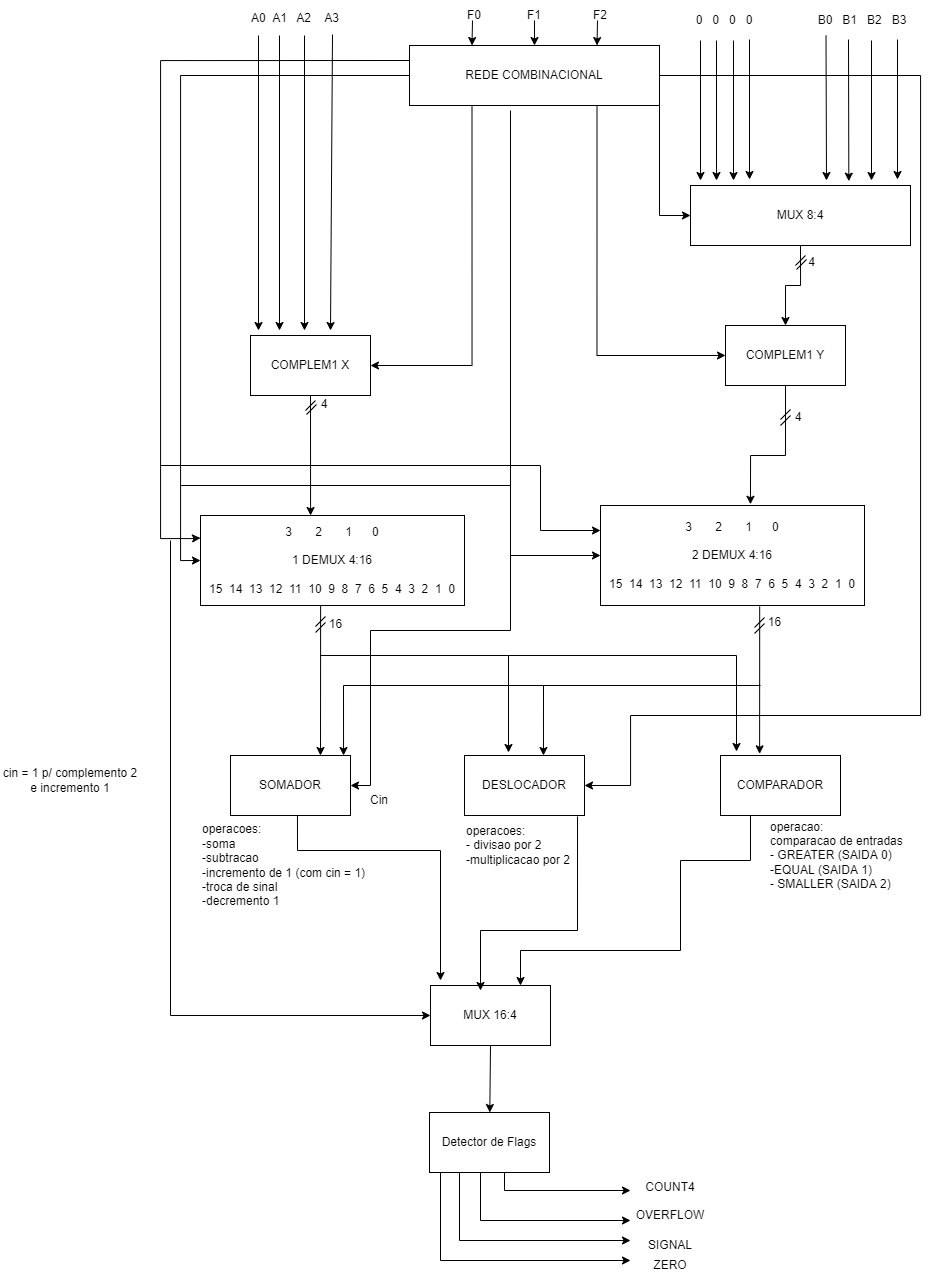 A0 A1 A2 A3
F0 F1 F2
0 0 0 0
B0 B1 B2 B3
REDE COMBINACIONAL
MUX 8:4
4
COMPLEM1 X
COMPLEM1 Y
4
4
3 2 1 0
1 DEMUX 4:16
15 14 13 12 11 10 9 8 7 6 5 4 3 2 1 0
3 2 1 0
2 DEMUX 4:16
15 14 13 12 11 10 9 8 7 6 5 4 3 2 1 0
16
16
cin = 1 p/ complemento 2
e incremento 1
SOMADOR
Cin
DESLOCADOR
COMPARADOR
operacoes:
-soma
-subtracao
-incremento de 1 (com cin = 1)
-troca de sinal
-decremento 1
operacoes:
- divisao por 2
-multiplicacao por 2
operacao:
comparacao de entradas
- GREATER (SAIDA 0)
-EQUAL (SAIDA 1)
- SMALLER (SAIDA 2)
MUX 16:4
Detector de Flags
COUNT4
OVERFLOW
SIGNAL
ZERO